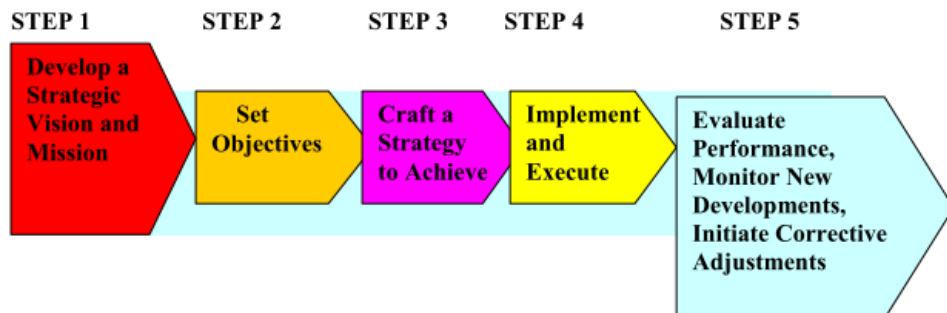 STEP 1 STEP 2 STEP 3 STEP 4 STEP 5
Develop a
Strategic
Vision and
Mission
Set
Objectives
Craft a
Strategy
to Achieve
Implement
and
Execute
Evaluate
Performance,
Monitor New
Developments,
Initiate Corrective
Adjustments